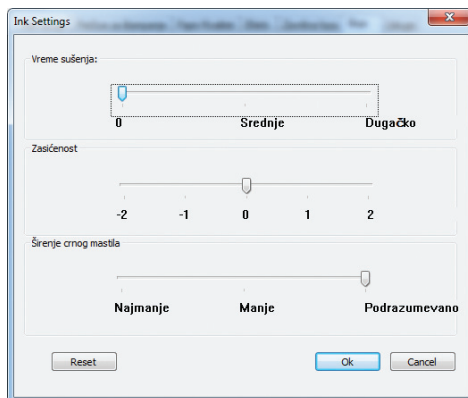 Ink Settings
Vreme sušenja:
0 Srednje Dugačko
Zasićenost
-2 -1 0 1 2
Širenje crnog mastila
Najmanje Manje Podrazumevano
Reset Ok Cancel